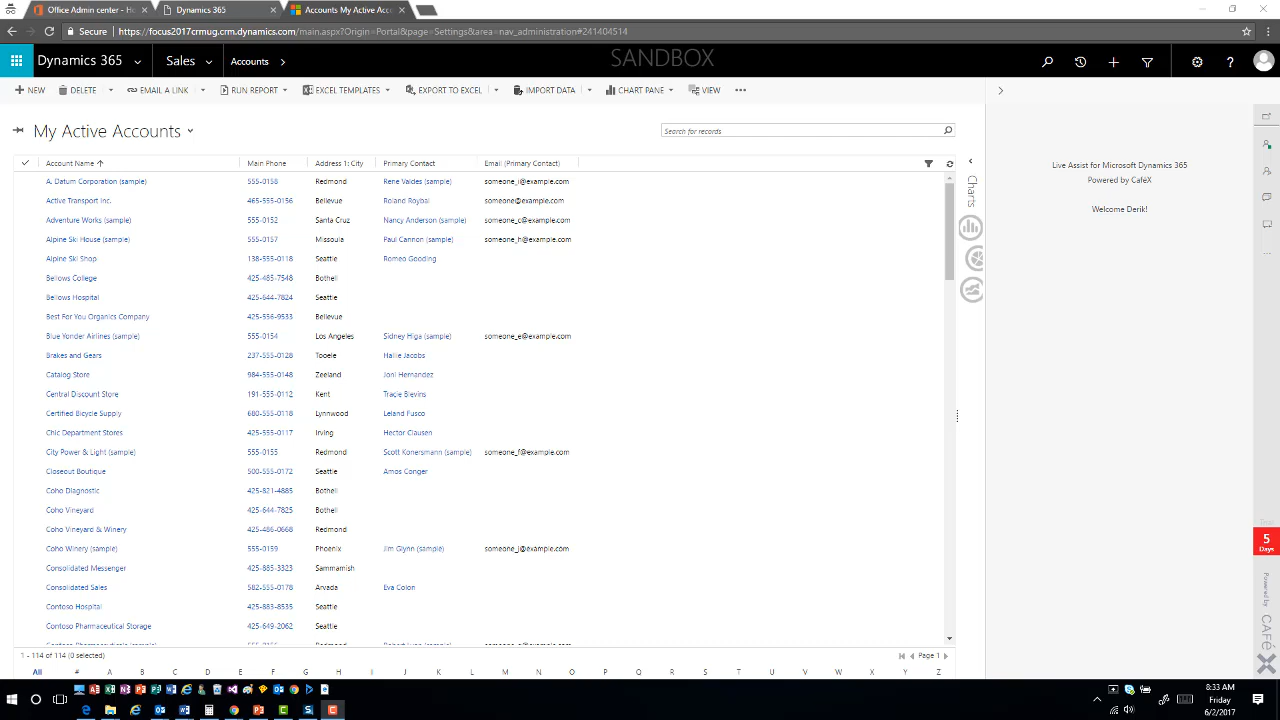 Office Admin center - H
Dynamics 365
Accounts My Active Acc
Secure https://focus2017crmug.crm.dynamics.com/main.aspx?Origin=Portal&page=Settings&area=nav_administration#241404514
Dynamics 365 Sales Accounts SANDBOX
NEW DELETE EMAIL A LINK RUN REPORT EXCEL TEMPLATES EXPORT TO EXCEL IMPORT DATA CHART PANE VIEW
My Active Accounts
Search for records
Account Name Main Phone Address 1: City Primary Contact Email (Primary Contact)
A. Datum Corporation (sample) 555-0158 Redmond Rene Valdes (sample) someone_i@example.com
Active Transport Inc. 465-555-0156 Bellevue Roland Roybal someone@example.com
Adventure Works (sample) 555-0152 Santa Cruz Nancy Anderson (sample) someone_c@example.com
Alpine Ski House (sample) 555-0157 Missoula Paul Cannon (sample) someone_h@example.com
Alpine Ski Shop 138-555-0118 Seattle Romeo Gooding
Bellows College 425-485-7548 Bothell
Bellows Hospital 425-644-7824 Seattle
Best For You Organics Company 425-556-9533 Bellevue
Blue Yonder Airlines (sample) 555-0154 Los Angeles Sidney Higa (sample) someone_e@example.com
Brakes and Gears 237-555-0128 Tooele Hallie Jacobs
Catalog Store 984-555-0148 Zeeland Joni Hernandez
Central Discount Store 191-555-0112 Kent Tracie Blevins
Certified Bicycle Supply 680-555-0118 Lynnwood Leland Fusco
Chic Department Stores 425-555-0117 Irving Hector Clausen
City Power & Light (sample) 555-0155 Redmond Scott Konersmann (sample) someone_f@example.com
Closeout Boutique 500-555-0172 Seattle Amos Conger
Coho Diagnostic 425-821-4885 Bothell
Coho Vineyard 425-644-7825 Bothell
Coho Vineyard & Winery 425-486-0668 Redmond
Coho Winery (sample) 555-0159 Phoenix Jim Glynn (sample) someone_j@example.com
Consolidated Messenger 425-885-3323 Sammamish
Consolidated Sales 582-555-0178 Arvada Eva Colon
Contoso Hospital 425-883-8535 Seattle
Contoso Pharmaceutical Storage 425-649-2062 Seattle
1 - 114 of 114 (0 selected) Page 1
All # A B C D E F G H I J K L M N O P Q R S T U V W X Y Z
Charts
Live Assist for Microsoft Dynamics 365
Powered by CaféX
Welcome Derik!
5
Days
Powered by
CAFÉ
X
8:33 AM
Friday
6/2/2017